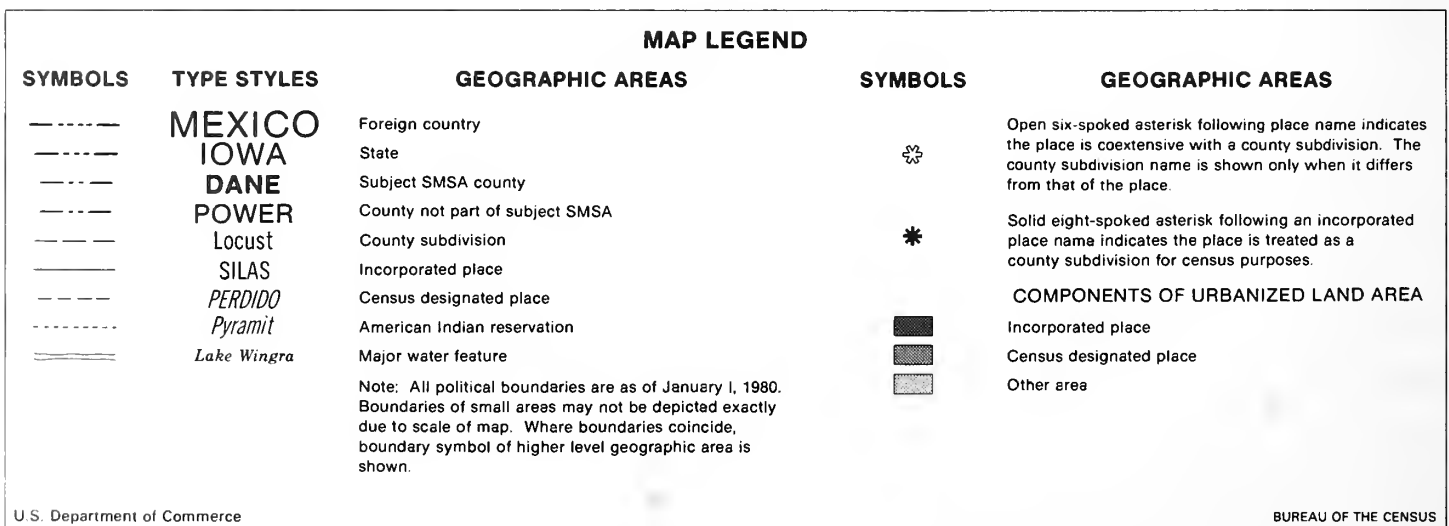 MAP LEGEND
SYMBOLS TYPE STYLES GEOGRAPHIC AREAS
MEXICO Foreign country
IOWA State
DANE Subject SMSA county
POWER County not part of subject SMSA
Locust County subdivision
SILAS Incorporated place
PERDIDO Census designated place
Pyramit American Indian reservation
Lake Wingra Major water feature
Note: All political boundaries are as of January I, 1980.
Boundaries of small areas may not be depicted exactly
due to scale of map. Where boundaries coincide,
boundary symbol of higher level geographic area is
shown.
SYMBOLS GEOGRAPHIC AREAS
Open six-spoked asterisk following place name indicates
the place is coextensive with a county subdivision. The
county subdivision name is shown only when it differs
from that of the place.
Solid eight-spoked asterisk following an incorporated
place name indicates the place is treated as a
county subdivision for census purposes.
COMPONENTS OF URBANIZED LAND AREA
Incorporated place
Census designated place
Other area
U.S. Department of Commerce
BUREAU OF THE CENSUS